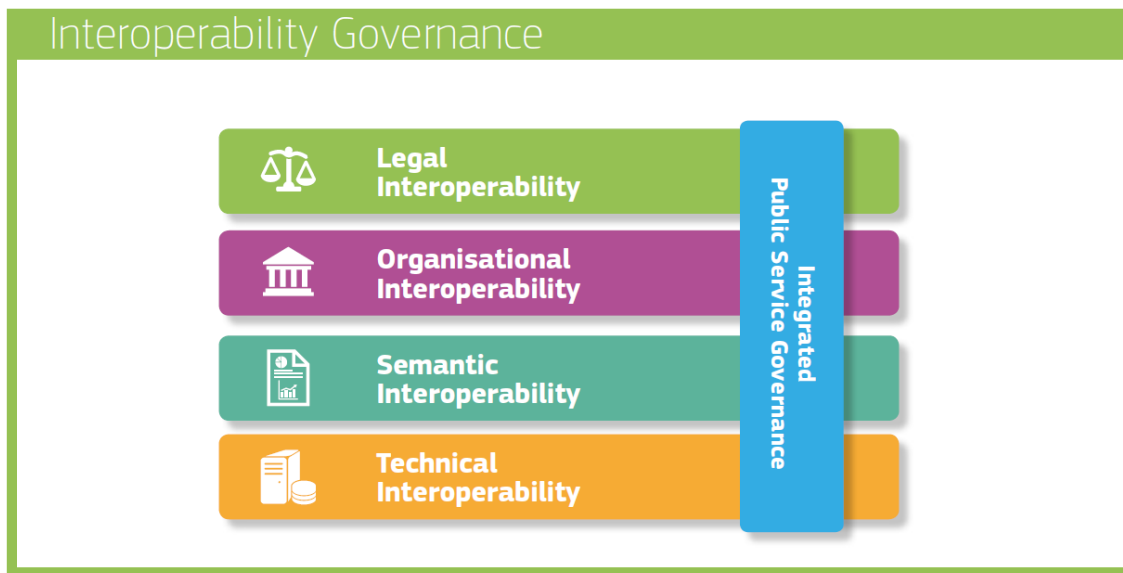 Interoperability Governance
Legal
Interoperability
Organisational
Interoperability
Semantic
Interoperability
Technical
Interoperability
Integrated
Public Service Governance